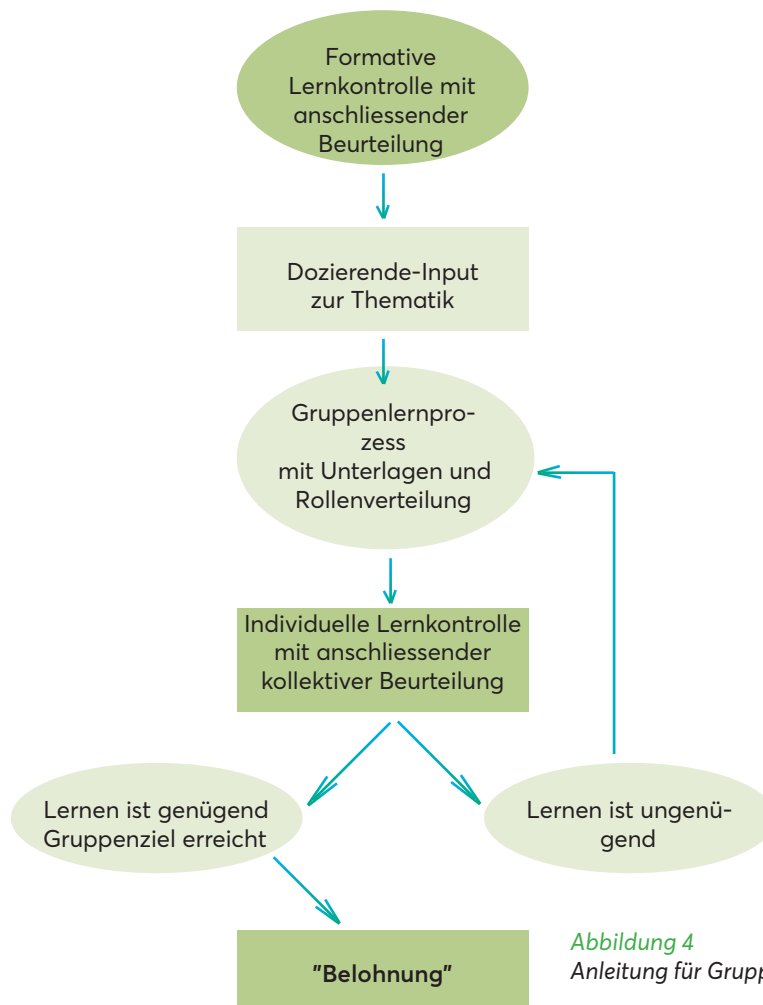 Formative
Lernkontrolle mit
anschliessender
Beurteilung
Dozierende-Input
zur Thematik
Gruppenlernpro-
zess
mit Unterlagen und
Rollenverteilung
Individuelle Lernkontrolle
mit anschliessender
kollektiver Beurteilung
Lernen ist genügend
Gruppenziel erreicht
Lernen ist ungenü-
gend
"Belohnung"
Abbildung 4
Anleitung für Grupp